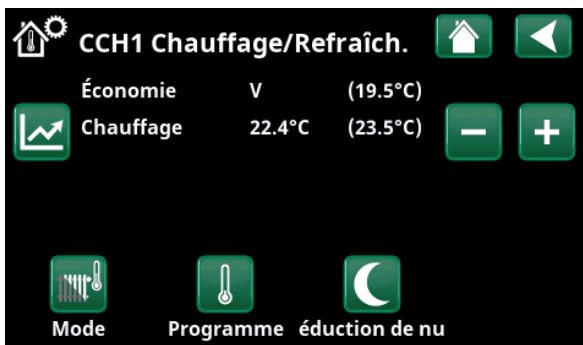 CCH1 Chauffage/Refraîch.
Économie V (19.5°C)
Chauffage 22.4°C (23.5°C)
Mode Programme éduction de nu